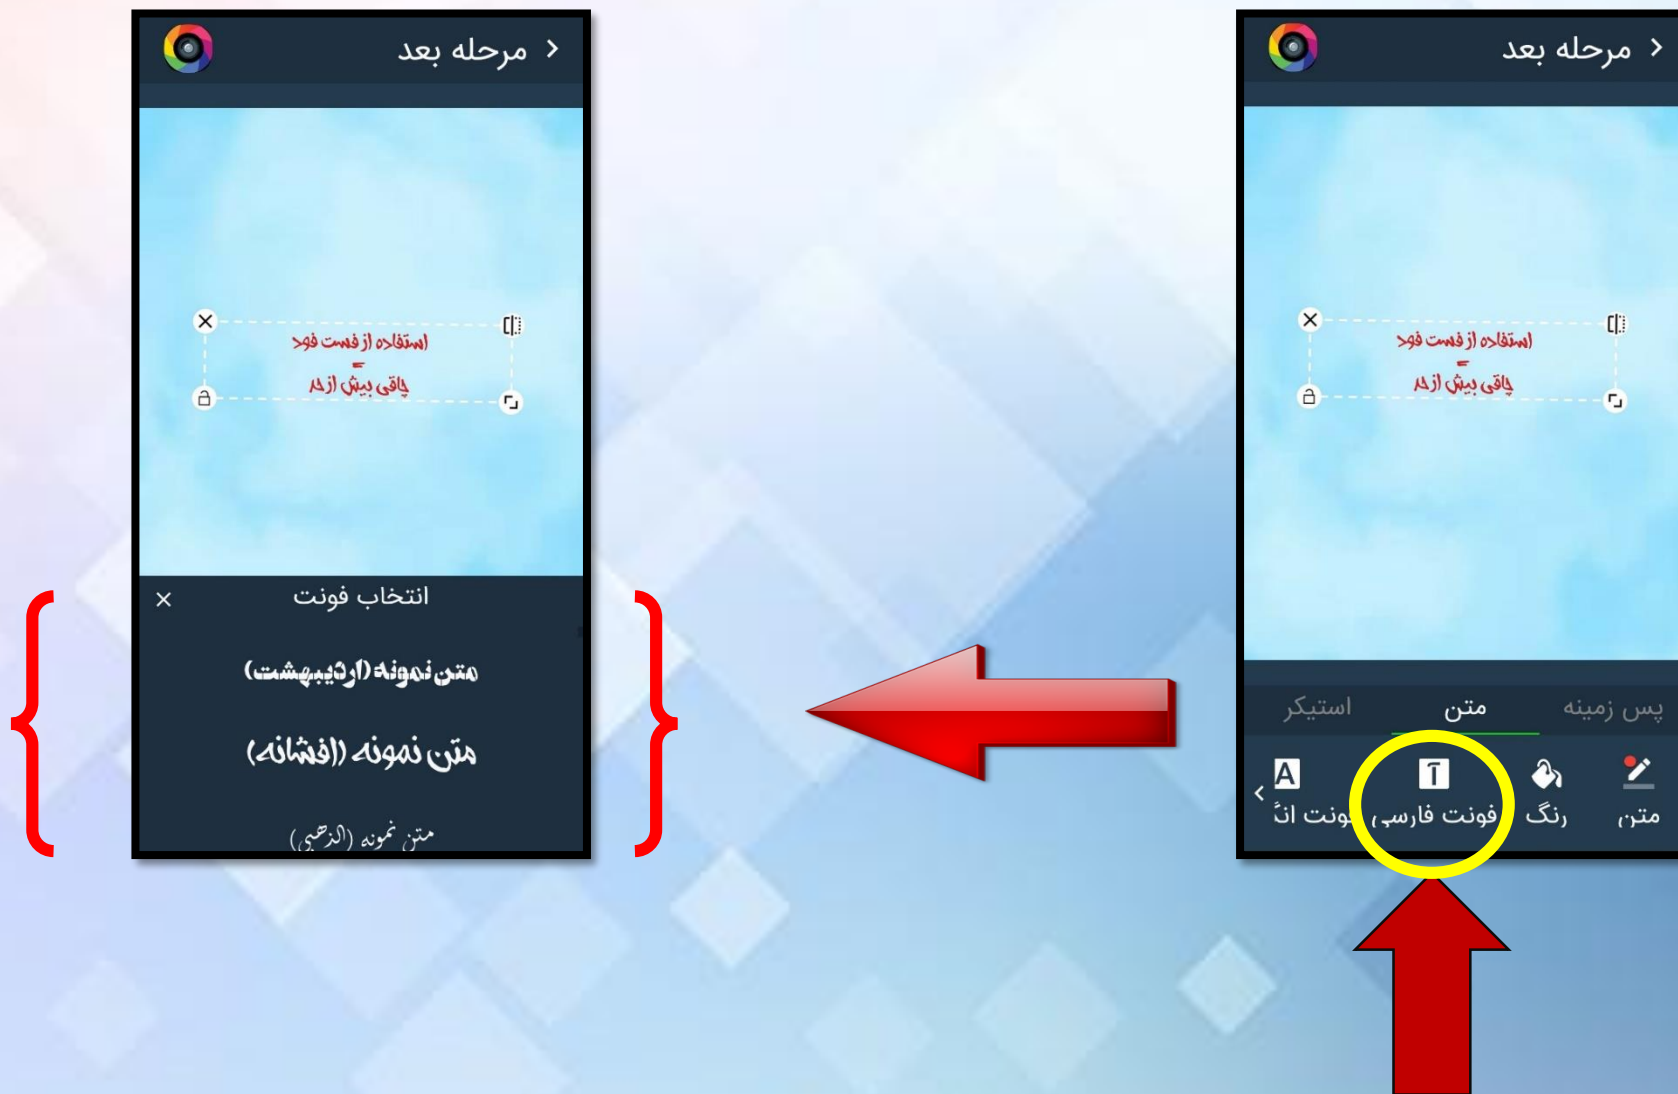 مرحله بعد
استفاده از فست فود
=
چاقی بیش از حد
پس زمینه
متن
استیکر
متن
رنگ
فونت فارسی
مرحله بعد
استفاده از فست فود
=
چاقی بیش از حد
انتخاب فونت
متن نمونه (اردیبهشت)
متن نمونه (افشانه)
متن نمونه (الذهبی)